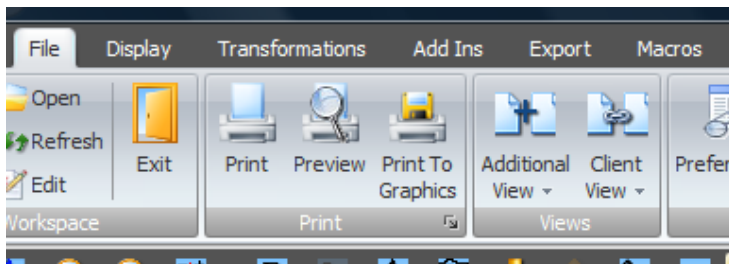 File Display Transformations Add Ins Export Macros
Open
Refresh
Edit
Exit
Workspace
Print
Preview
Print To
Graphics
Print
Additional
View
Client
View
Views